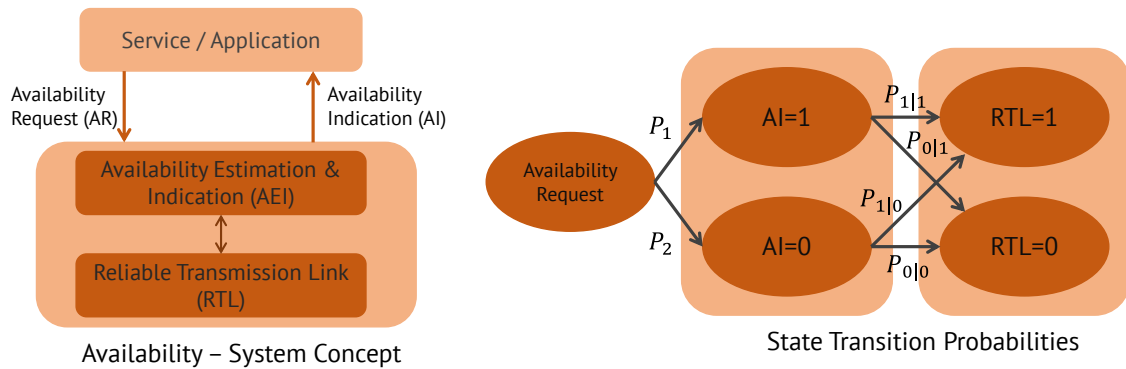 Service / Application
Availability
Request (AR)
Availability
Indication (AI)
Availability Estimation &
Indication (AEI)
Reliable Transmission Link
(RTL)
Availability – System Concept
Availability
Request
P₁
P₂
AI=1
AI=0
P₁|₁
P₀|₁
P₁|₀
P₀|₀
RTL=1
RTL=0
State Transition Probabilities